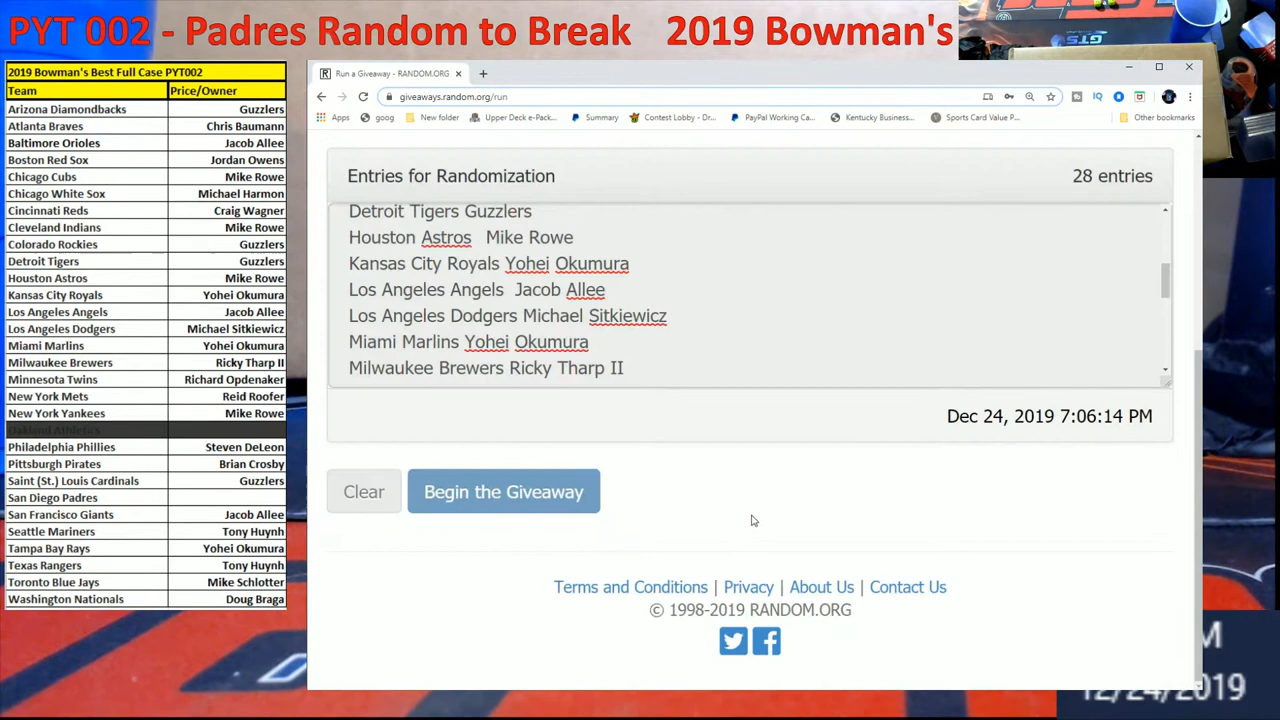 PYT 002 - Padres Random to Break 2019 Bowman's
GTS
2019 Bowman's Best Full Case PYT002
Team Price/Owner
Arizona Diamondbacks Guzzlers
Atlanta Braves Chris Baumann
Baltimore Orioles Jacob Allee
Boston Red Sox Jordan Owens
Chicago Cubs Mike Rowe
Chicago White Sox Michael Harmon
Cincinnati Reds Craig Wagner
Cleveland Indians Mike Rowe
Colorado Rockies Guzzlers
Detroit Tigers Guzzlers
Houston Astros Mike Rowe
Kansas City Royals Yohei Okumura
Los Angeles Angels Jacob Allee
Los Angeles Dodgers Michael Sitkiewicz
Miami Marlins Yohei Okumura
Milwaukee Brewers Ricky Tharp II
Minnesota Twins Richard Opdenaker
New York Mets Reid Roofer
New York Yankees Mike Rowe
Oakland Athletics
Philadelphia Phillies Steven DeLeon
Pittsburgh Pirates Brian Crosby
Saint (St.) Louis Cardinals Guzzlers
San Diego Padres
San Francisco Giants Jacob Allee
Seattle Mariners Tony Huynh
Tampa Bay Rays Yohei Okumura
Texas Rangers Tony Huynh
Toronto Blue Jays Mike Schlotter
Washington Nationals Doug Braga
Run a Giveaway - RANDOM.ORG
giveaways.random.org/run
Apps goog New folder Upper Deck e-Pack... Summary Contest Lobby - Dr... PayPal Working Ca... Kentucky Business... Sports Card Value P... Other bookmarks
Entries for Randomization 28 entries
Detroit Tigers Guzzlers
Houston Astros Mike Rowe
Kansas City Royals Yohei Okumura
Los Angeles Angels Jacob Allee
Los Angeles Dodgers Michael Sitkiewicz
Miami Marlins Yohei Okumura
Milwaukee Brewers Ricky Tharp II
Dec 24, 2019 7:06:14 PM
Clear Begin the Giveaway
Terms and Conditions | Privacy | About Us | Contact Us
© 1998-2019 RANDOM.ORG
M
12/24/2019